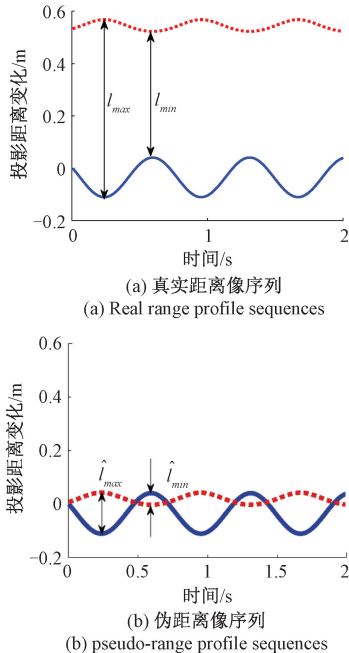 投影距离变化/m
0.6
0.4
0.2
0
−0.2
l_max
l_min
0 1 2
时间/s
(a) 真实距离像序列
(a) Real range profile sequences
投影距离变化/m
0.6
0.4
0.2
0
−0.2
l̂_max
l̂_min
0 0.5 1 1.5 2
时间/s
(b) 伪距离像序列
(b) pseudo-range profile sequences